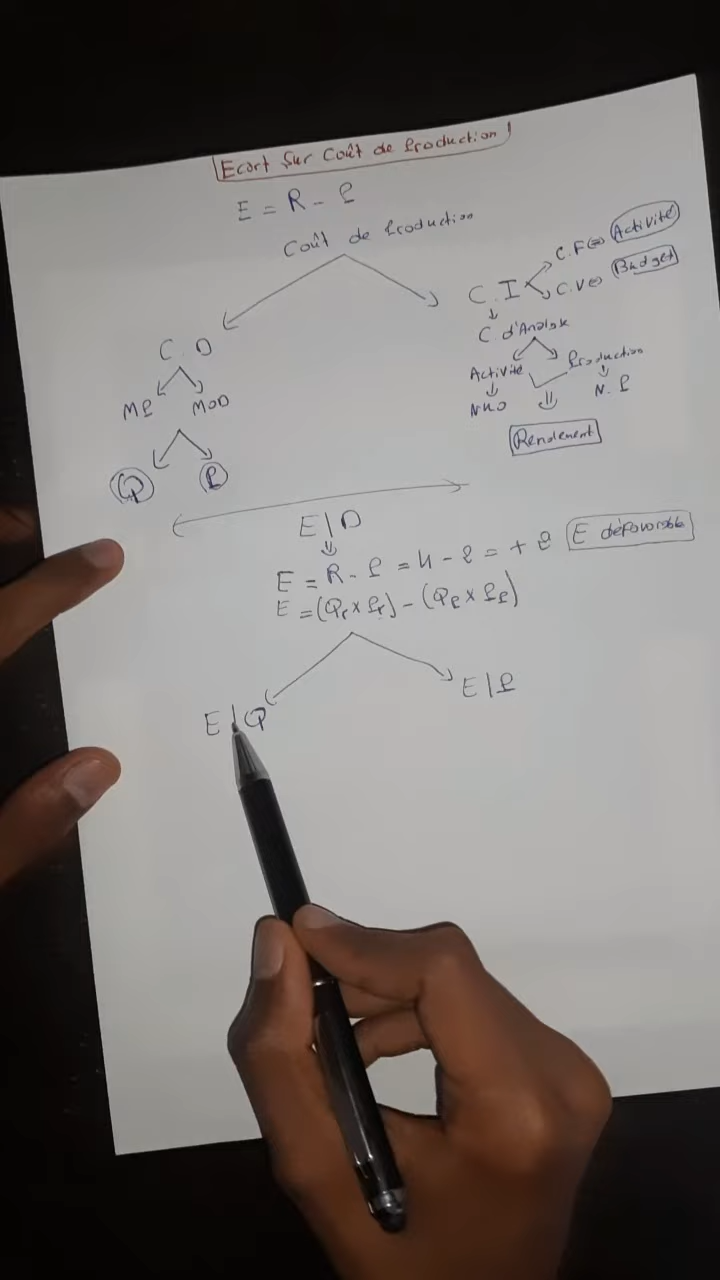 Ecart Sur Coût de Production
E = R - P
Coût de Production
C.D
MP MOD
Q P
C.I
C.F Activité
C.V Budget
C. d'Analyse
Activité Production
NHO N.P
Rendement
E/D
E = R - P = 4 - 2 = + 2 E défavorable
E = (Qr x Pr) - (Qp x Pp)
E/Q E/P